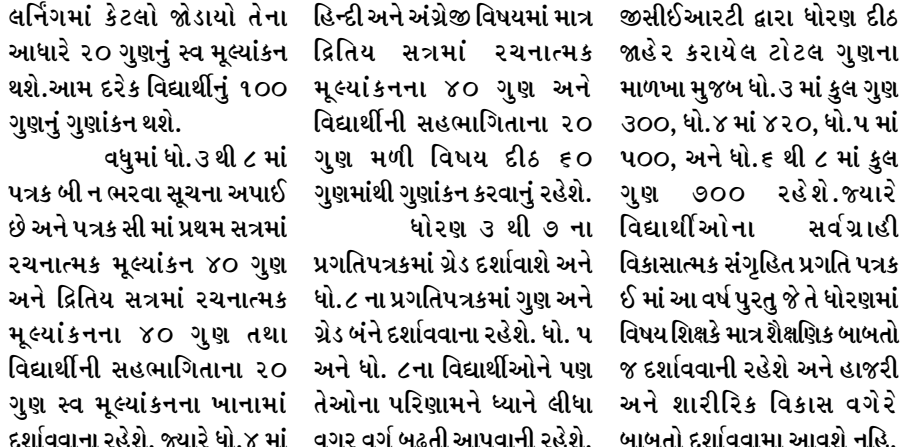 લર્નિંગમાં કેટલો જોડાયો તેના
આધારે ૨૦ ગુણનું સ્વ મૂલ્યાંકન
થશે.આમ દરેક વિદ્યાર્થીનું ૧૦૦
ગુણનું ગુણાંકન થશે.
વધુમાં ધો.૩ થી ૮ માં
પત્રક બી ન ભરવા સૂચના અપાઈ
છે અને પત્રક સી માં પ્રથમ સત્રમાં
રચનાત્મક મૂલ્યાંકન ૪૦ ગુણ
અને દ્રિતિય સત્રમાં રચનાત્મક
મૂલ્યાંકનના ૪૦ ગુણ તથા
વિદ્યાર્થીની સહભાગિતાના ૨૦
ગુણ સ્વ મૂલ્યંકનના ખાનામાં
દર્શાવવાના રહેશે. જ્યારે ધો.૪ માં
હિન્દી અને અંગ્રેજી વિષયમાં માત્ર
દ્રિતિય સત્રમાં રચનાત્મક
મૂલ્યાંકનના ૪૦ ગુણ અને
વિદ્યાર્થીની સહભાગિતાના ૨૦
ગુણ મળી વિષય દીઠ ૬૦
ગુણમાંથી ગુણાંકન કરવાનું રહેશે.
ધોરણ ૩ થી ૭ ના
પ્રગતિપત્રકમાં ગ્રેડ દર્શાવાશે અને
ધો.૮ ના પ્રગતિપત્રકમાં ગુણ અને
ગ્રેડ બંને દર્શાવવાના રહેશે. ધો. ૫
અને ધો. ૮ના વિદ્યાર્થીઓને પણ
તેઓના પરિણામને ધ્યાને લીધા
વગર વર્ગ બઢતી આપવાની રહેશે.
જીસીઈઆરટી દ્વારા ધોરણ દીઠ
જાહેર કરાયેલ ટોટલ ગુણના
માળખા મુજબ ધો.૩ માં કુલ ગુણ
૩૦૦, ધો.૪ માં ૪૨૦, ધો.૫ માં
૫૦૦, અને ધો.૬ થી ૮ માં કુલ
ગુણ ૭૦૦ રહેશે.જ્યારે
વિદ્યાર્થીઓના સર્વગ્રાહી
વિકાસાત્મક સંગૃહિત પ્રગતિ પત્રક
ઈ માં આ વર્ષ પુરતુ જે તે ધોરણમાં
વિષય શિક્ષકે માત્ર શૈક્ષણિક બાબતો
જ દર્શાવવાની રહેશે અને હાજરી
અને શારીરિક વિકાસ વગેરે
બાબતો દર્શાવવામા આવશે નહિ.